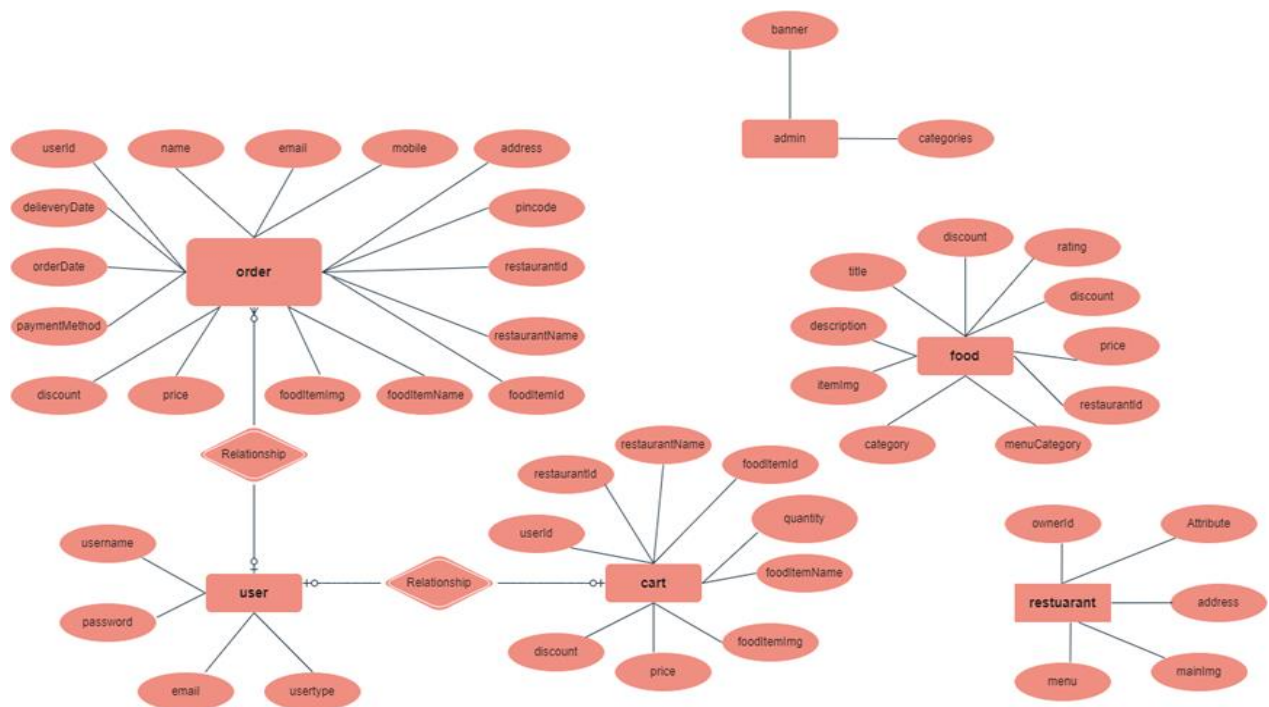 banner
admin
categories
userId
name
email
mobile
address
delieveryDate
pincode
orderDate
order
restaurantId
paymentMethod
restaurantName
discount
price
foodItemImg
foodItemName
foodItemId
discount
rating
title
discount
description
food
price
itemImg
restaurantId
category
menuCategory
Relationship
restaurantName
restaurantId
foodItemId
userId
quantity
foodItemName
cart
foodItemImg
discount
price
Relationship
username
user
password
email
usertype
ownerId
Attribute
restuarant
address
menu
mainImg